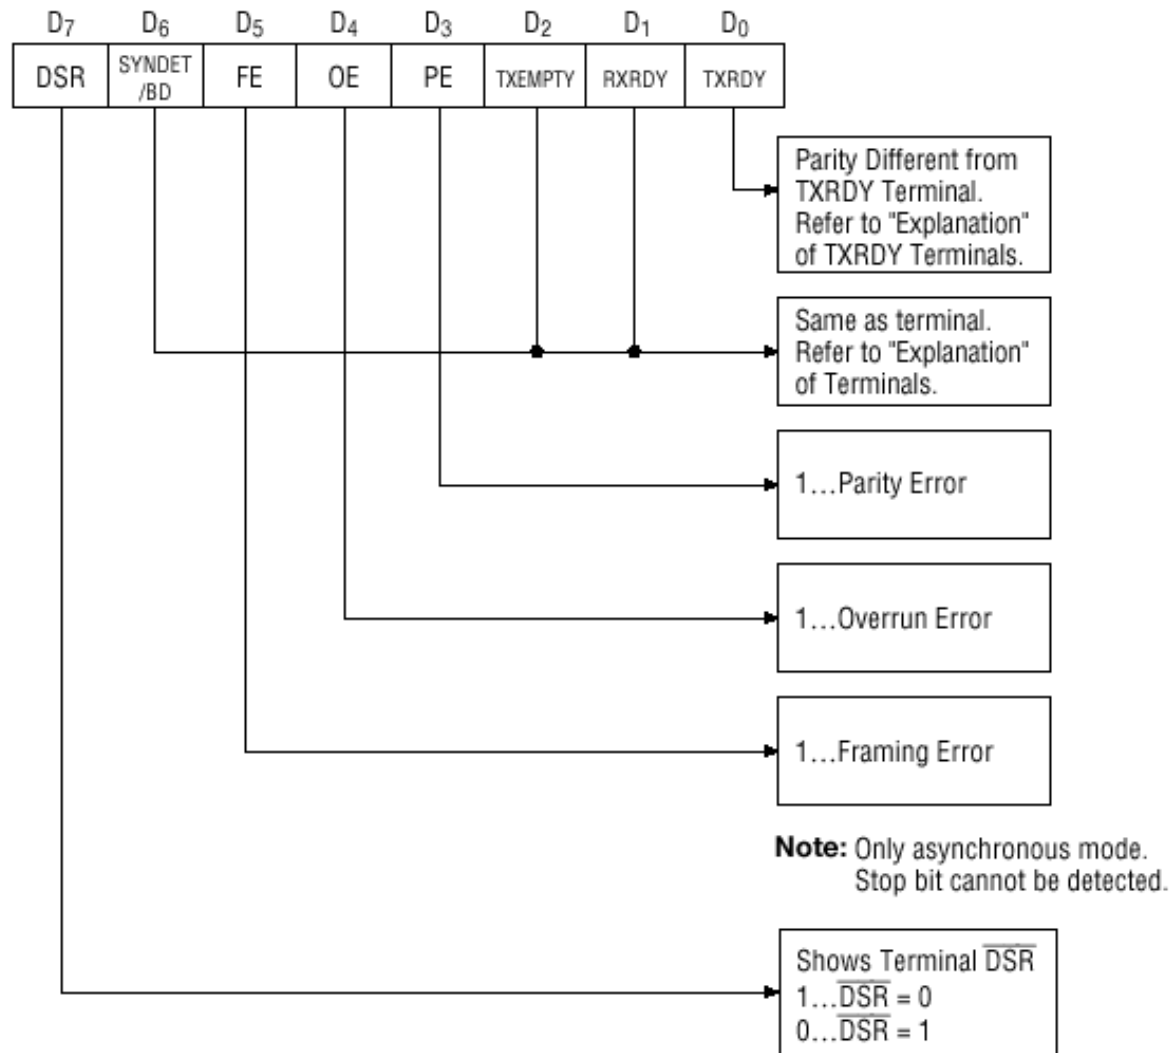 D7 D6 D5 D4 D3 D2 D1 D0
DSR SYNDET /BD FE OE PE TXEMPTY RXRDY TXRDY
Parity Different from
TXRDY Terminal.
Refer to "Explanation"
of TXRDY Terminals.
Same as terminal.
Refer to "Explanation"
of Terminals.
1...Parity Error
1...Overrun Error
1...Framing Error
Note: Only asynchronous mode.
Stop bit cannot be detected.
Shows Terminal D̅S̅R̅
1...D̅S̅R̅ = 0
0...D̅S̅R̅ = 1